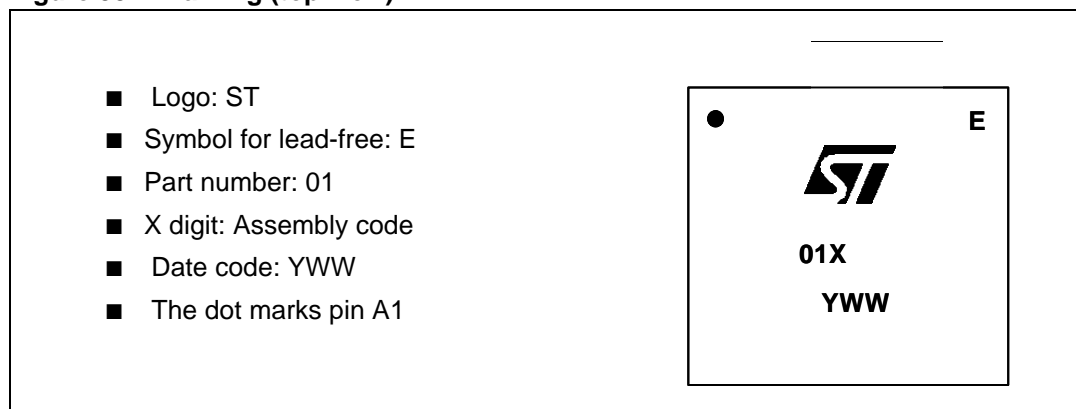 ■ Logo: ST
■ Symbol for lead-free: E
■ Part number: 01
■ X digit: Assembly code
■ Date code: YWW
■ The dot marks pin A1
E
ST
01X
YWW